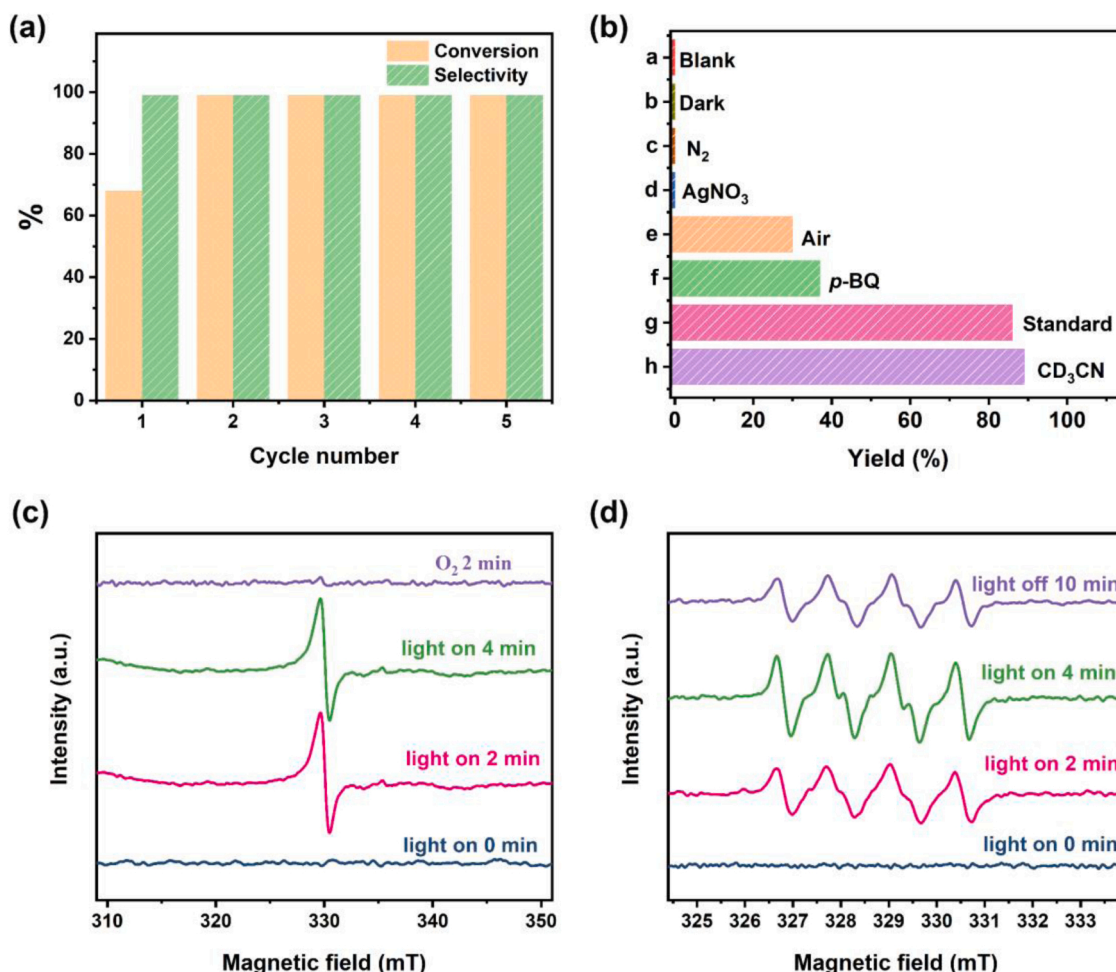 (a)
Conversion
Selectivity
100
80
60
40
20
0
%
1 2 3 4 5
Cycle number
(b)
a Blank
b Dark
c N₂
d AgNO₃
e Air
f p-BQ
g Standard
h CD₃CN
0 20 40 60 80 100
Yield (%)
(c)
O₂ 2 min
light on 4 min
light on 2 min
light on 0 min
Intensity (a.u.)
310 320 330 340 350
Magnetic field (mT)
(d)
light off 10 min
light on 4 min
light on 2 min
light on 0 min
Intensity (a.u.)
325 326 327 328 329 330 331 332 333
Magnetic field (mT)